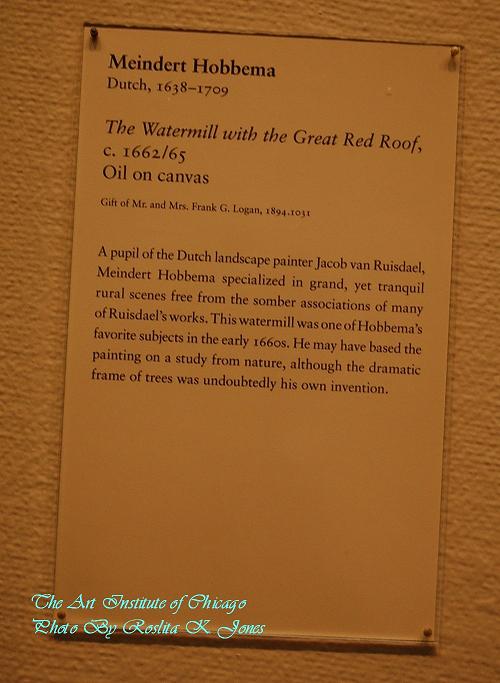 Meindert Hobbema
Dutch, 1638–1709
The Watermill with the Great Red Roof,
c. 1662/65
Oil on canvas
Gift of Mr. and Mrs. Frank G. Logan, 1894.1031
A pupil of the Dutch landscape painter Jacob van Ruisdael,
Meindert Hobbema specialized in grand, yet tranquil
rural scenes free from the somber associations of many
of Ruisdael's works. This watermill was one of Hobbema's
favorite subjects in the early 1660s. He may have based the
painting on a study from nature, although the dramatic
frame of trees was undoubtedly his own invention.
The Art Institute of Chicago
Photo By Roslita K. Jones